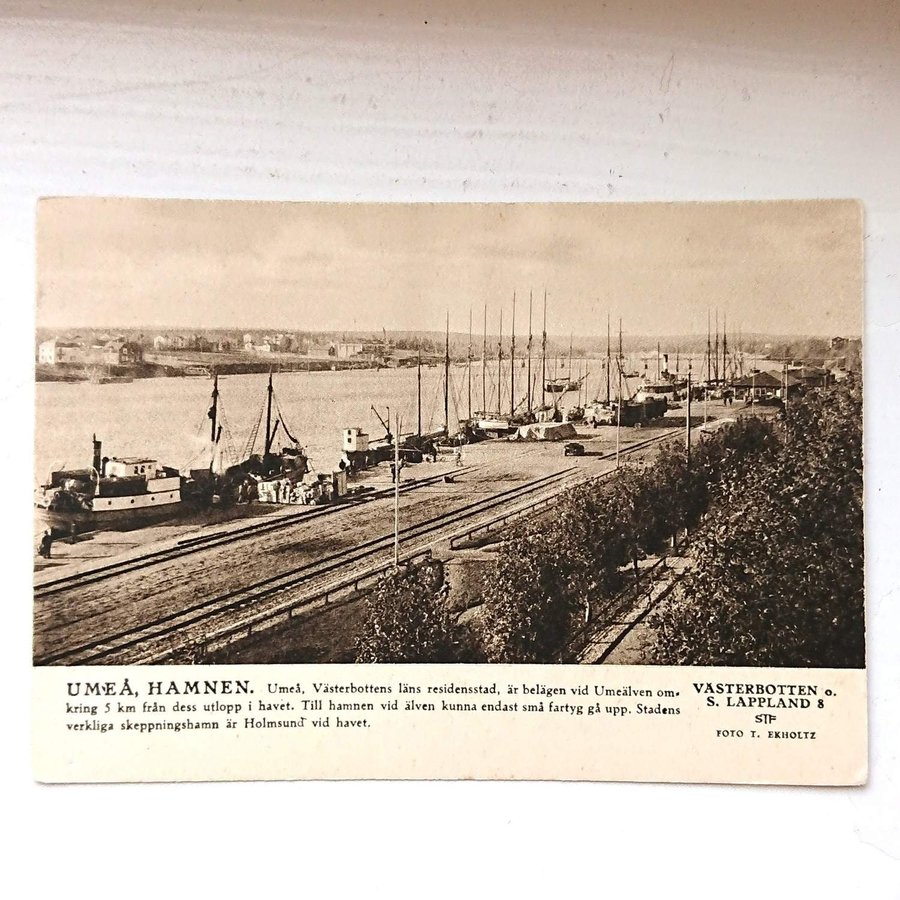 UMEÅ, HAMNEN. Umeå, Västerbottens läns residensstad, är belägen vid Umeälven om-
kring 5 km från dess utlopp i havet. Till hamnen vid älven kunna endast små fartyg gå upp. Stadens
verkliga skeppningshamn är Holmsund vid havet.
VÄSTERBOTTEN o.
S. LAPPLAND 8
STF
FOTO T. EKHOLTZ